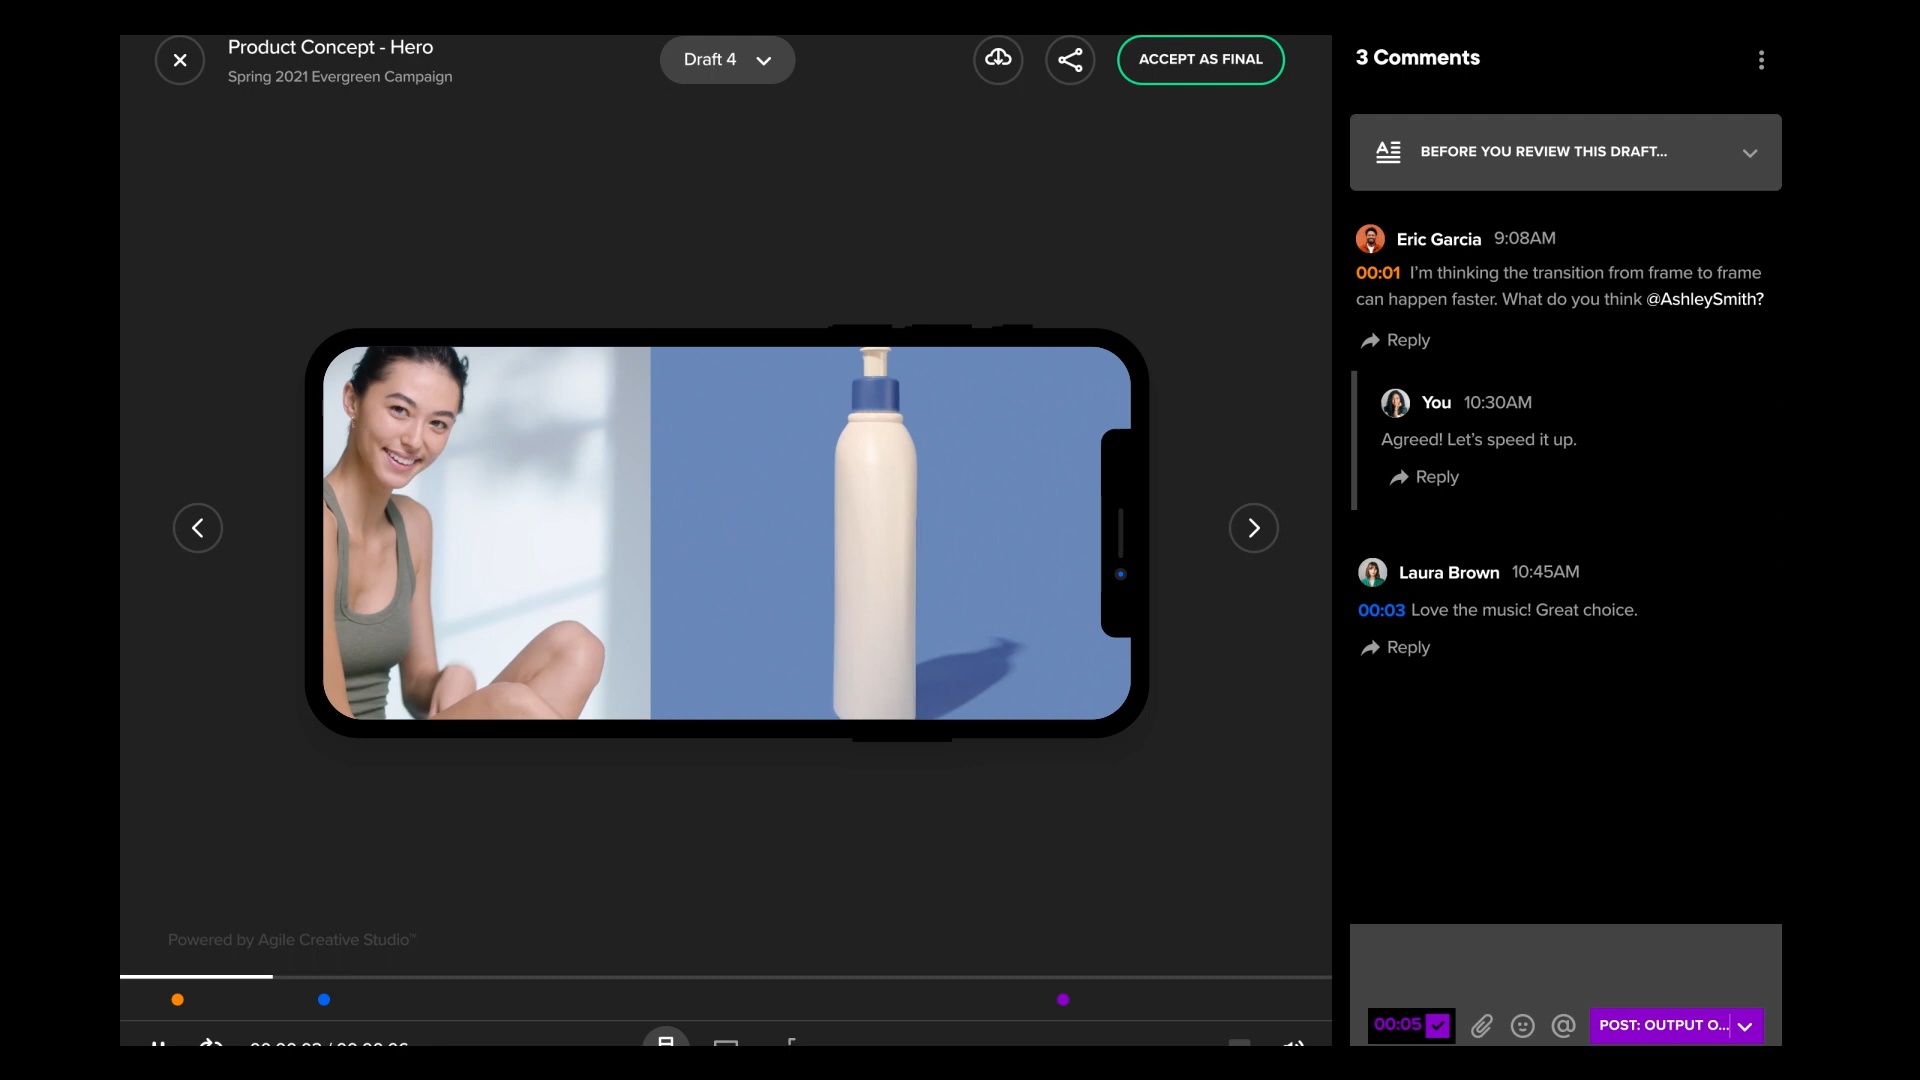 Product Concept - Hero
Spring 2021 Evergreen Campaign
Draft 4
ACCEPT AS FINAL
3 Comments
BEFORE YOU REVIEW THIS DRAFT...
Eric Garcia 9:08AM
00:01 I'm thinking the transition from frame to frame
can happen faster. What do you think @AshleySmith?
Reply
You 10:30AM
Agreed! Let's speed it up.
Reply
Laura Brown 10:45AM
00:03 Love the music! Great choice.
Reply
Powered by Agile Creative Studio™
00:05
POST: OUTPUT O...